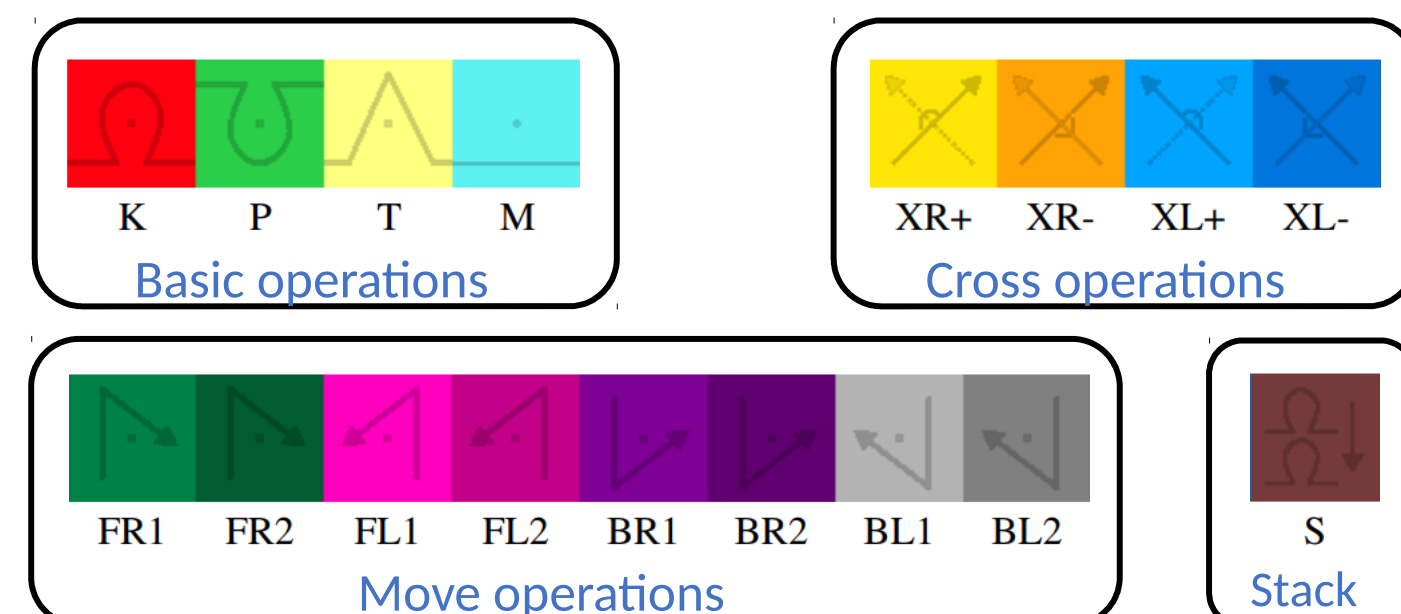 K P T M
Basic operations
XR+ XR- XL+ XL-
Cross operations
FR1 FR2 FL1 FL2 BR1 BR2 BL1 BL2
Move operations
S
Stack